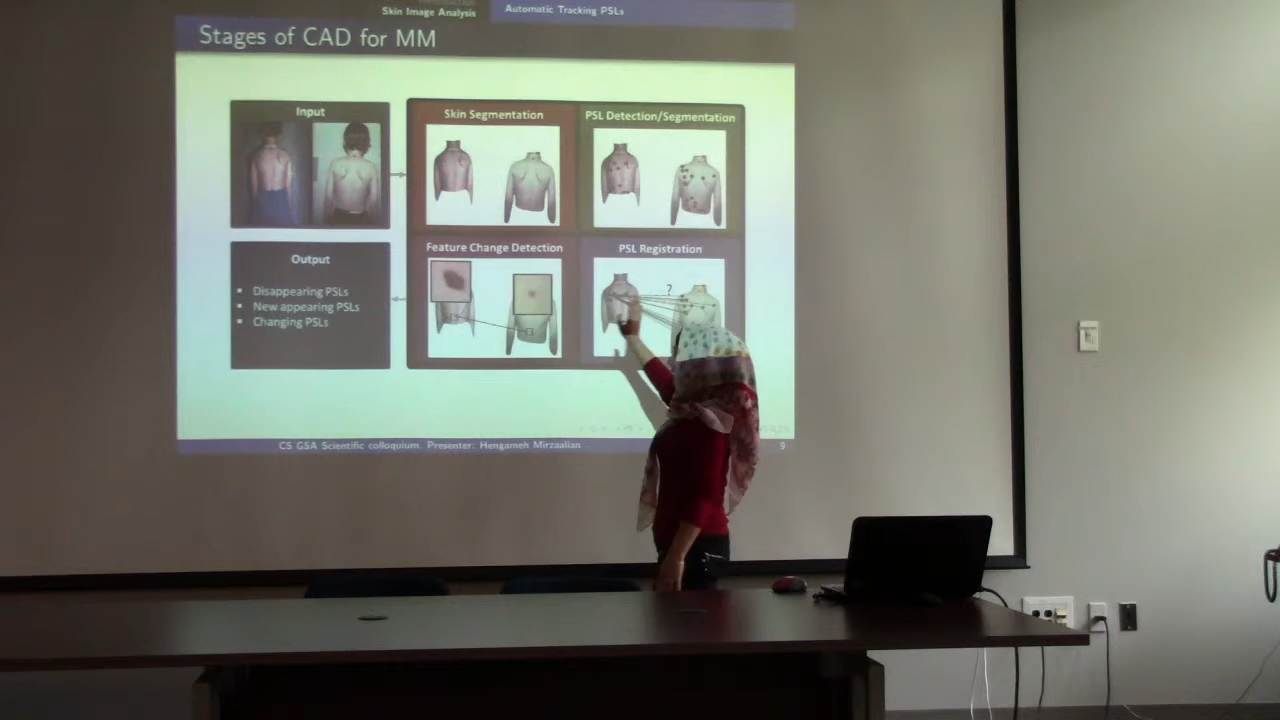 Skin Image Analysis
Automatic Tracking PSLs
Stages of CAD for MM
Input
Skin Segmentation
PSL Detection/Segmentation
Output
▪ Disappearing PSLs
▪ New appearing PSLs
▪ Changing PSLs
Feature Change Detection
PSL Registration
?
CS GSA Scientific colloquium. Presenter: Hengameh Mirzaalian
9